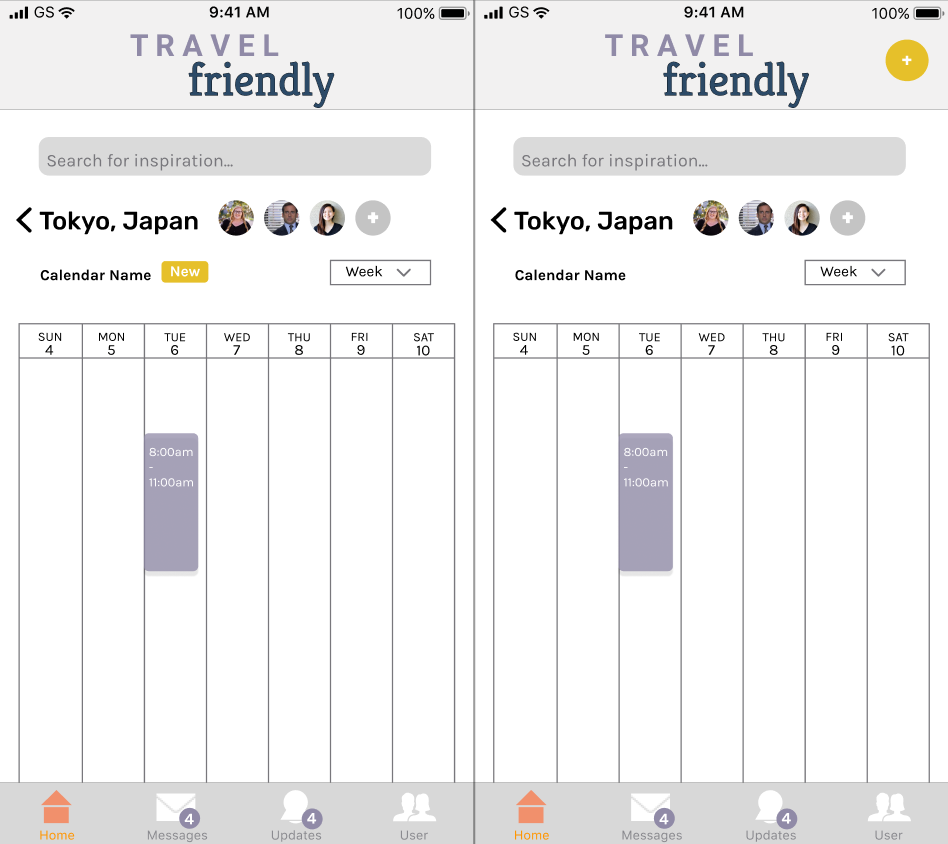 GS 9:41 AM 100%
TRAVEL
friendly
Search for inspiration...
Tokyo, Japan +
Calendar Name New Week
SUN MON TUE WED THU FRI SAT
4 5 6 7 8 9 10
8:00am
-
11:00am
4 4
Home Messages Updates User
GS 9:41 AM 100%
TRAVEL
friendly
+
Search for inspiration...
Tokyo, Japan +
Calendar Name Week
SUN MON TUE WED THU FRI SAT
4 5 6 7 8 9 10
8:00am
-
11:00am
4 4
Home Messages Updates User